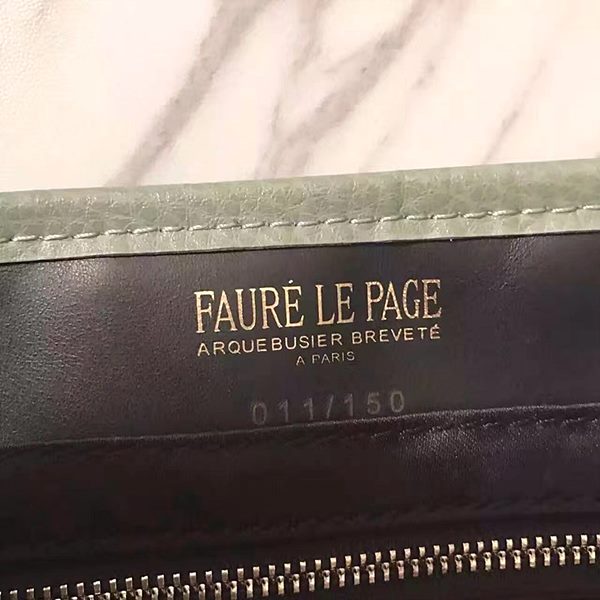 FAURÉ LE PAGE
ARQUEBUSIER BREVETÉ
A PARIS
011/150